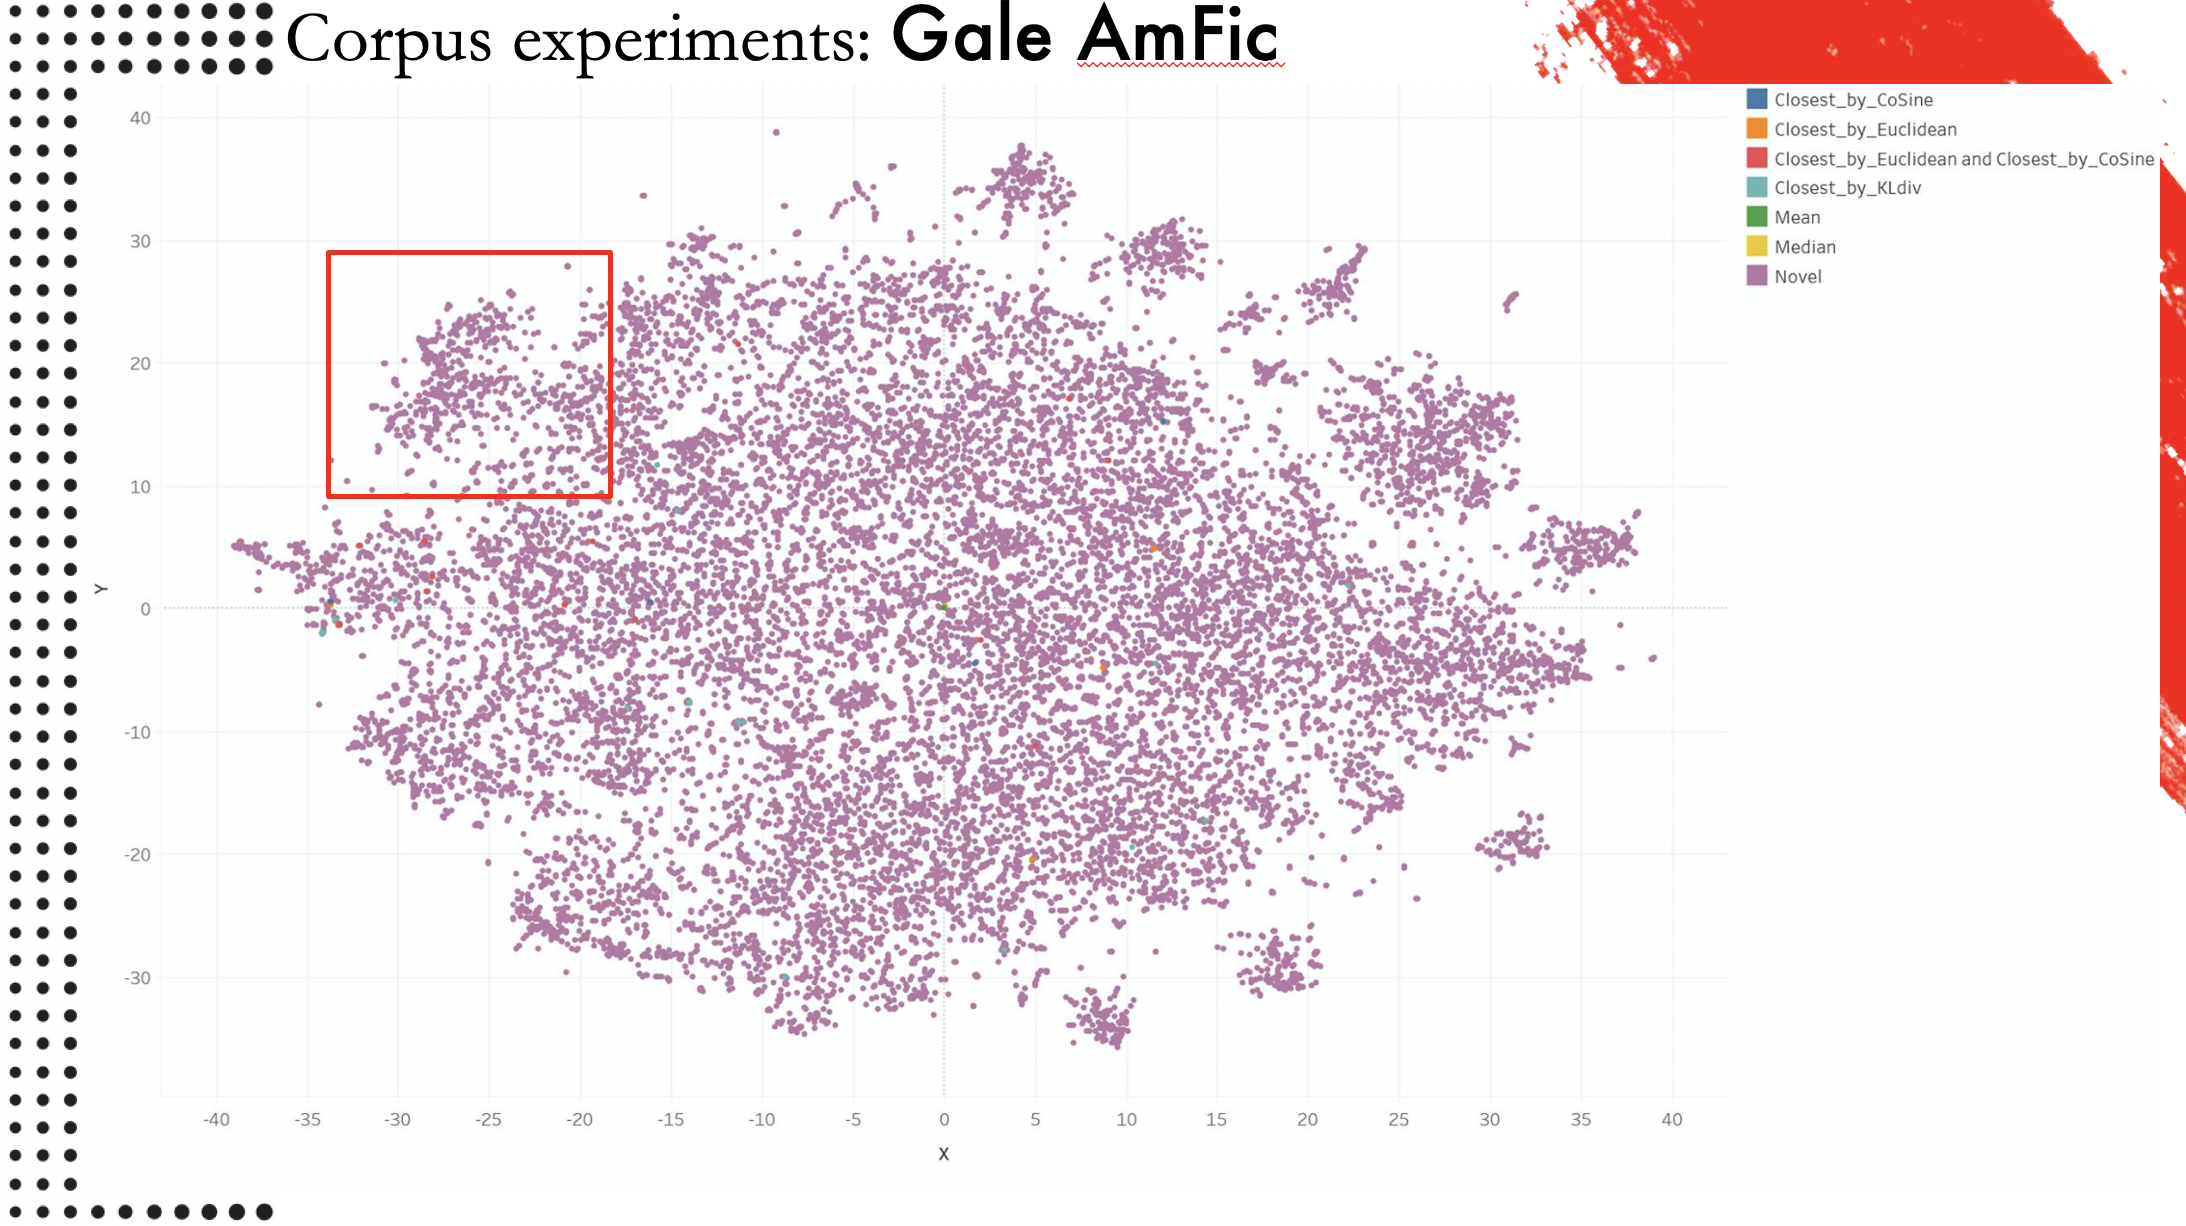 Corpus experiments: Gale AmFic
Closest_by_CoSine
Closest_by_Euclidean
Closest_by_Euclidean and Closest_by_CoSine
Closest_by_KLdiv
Mean
Median
Novel
40
30
20
10
0
-10
-20
-30
Y
-40 -35 -30 -25 -20 -15 -10 -5 0 5 10 15 20 25 30 35 40
X